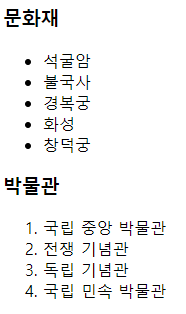 문화재
• 석굴암
• 불국사
• 경복궁
• 화성
• 창덕궁
박물관
1. 국립 중앙 박물관
2. 전쟁 기념관
3. 독립 기념관
4. 국립 민속 박물관